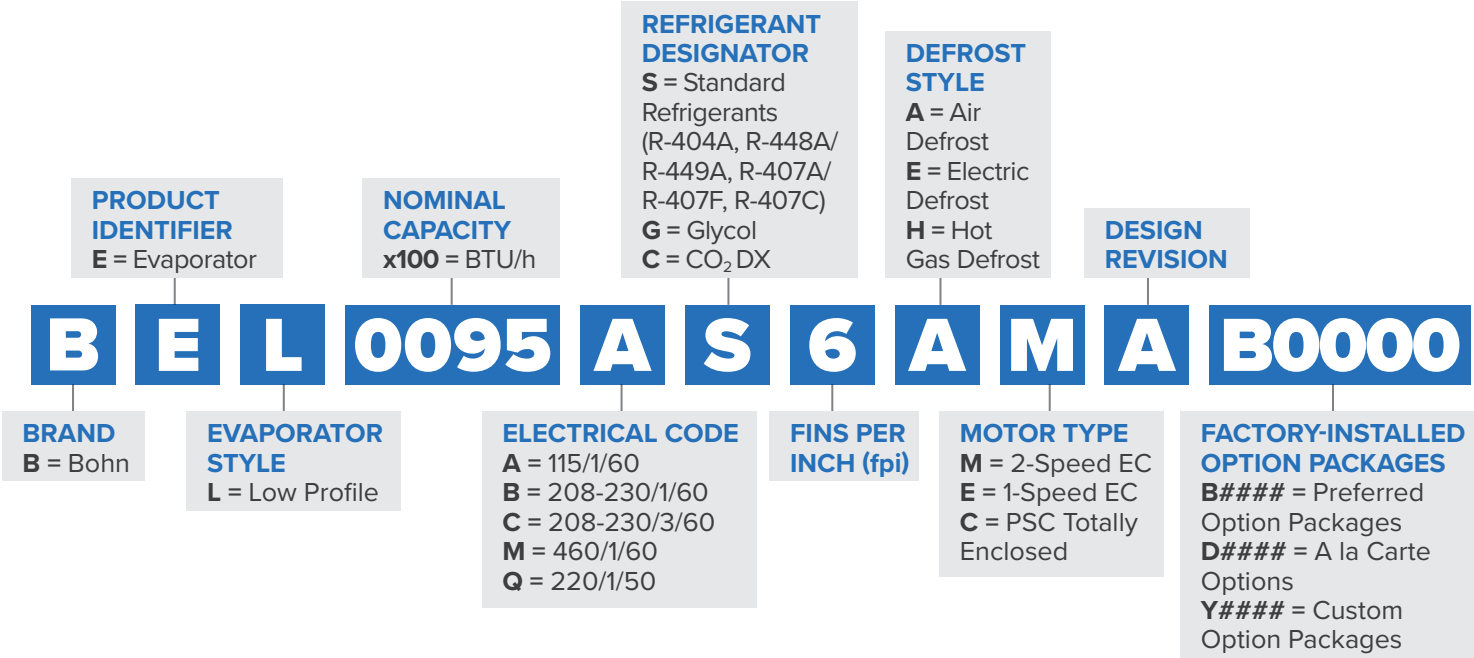 REFRIGERANT
DESIGNATOR
S = Standard
Refrigerants
(R-404A, R-448A/
R-449A, R-407A/
R-407F, R-407C)
G = Glycol
C = CO₂ DX
DEFROST
STYLE
A = Air
Defrost
E = Electric
Defrost
H = Hot
Gas Defrost
PRODUCT
IDENTIFIER
E = Evaporator
NOMINAL
CAPACITY
x100 = BTU/h
DESIGN
REVISION
B E L 0095 A S 6 A M A B0000
BRAND
B = Bohn
EVAPORATOR
STYLE
L = Low Profile
ELECTRICAL CODE
A = 115/1/60
B = 208-230/1/60
C = 208-230/3/60
M = 460/1/60
Q = 220/1/50
FINS PER
INCH (fpi)
MOTOR TYPE
M = 2-Speed EC
E = 1-Speed EC
C = PSC Totally
Enclosed
FACTORY-INSTALLED
OPTION PACKAGES
B#### = Preferred
Option Packages
D#### = A la Carte
Options
Y#### = Custom
Option Packages